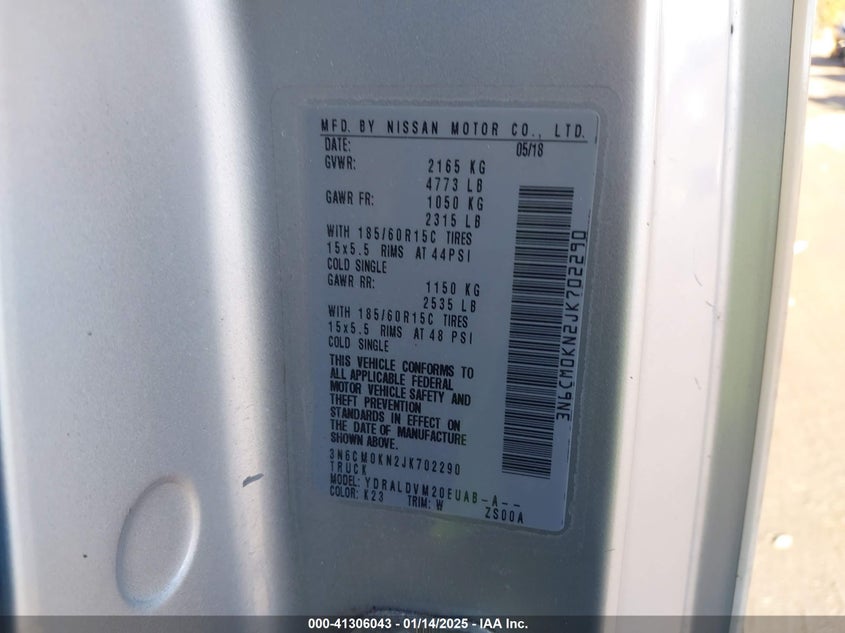 MFD. BY NISSAN MOTOR CO., LTD.
DATE: 05/18
GVWR: 2165 KG
4773 LB
GAWR FR: 1050 KG
2315 LB
WITH 185/60R15C TIRES
15x5.5 RIMS AT 44PSI
COLD SINGLE
GAWR RR: 1150 KG
2535 LB
WITH 185/60R15C TIRES
15x5.5 RIMS AT 48 PSI
COLD SINGLE
THIS VEHICLE CONFORMS TO
ALL APPLICABLE FEDERAL
MOTOR VEHICLE SAFETY AND
THEFT PREVENTION
STANDARDS IN EFFECT ON
THE DATE OF MANUFACTURE
SHOWN ABOVE.
3N6CM0KN2JK702290
TRUCK
MODEL: YDRALDVM20EUAB-A--
COLOR: K23 TRIM: W ZS00A
3N6CM0KN2JK702290
000-41306043 - 01/14/2025 - IAA Inc.